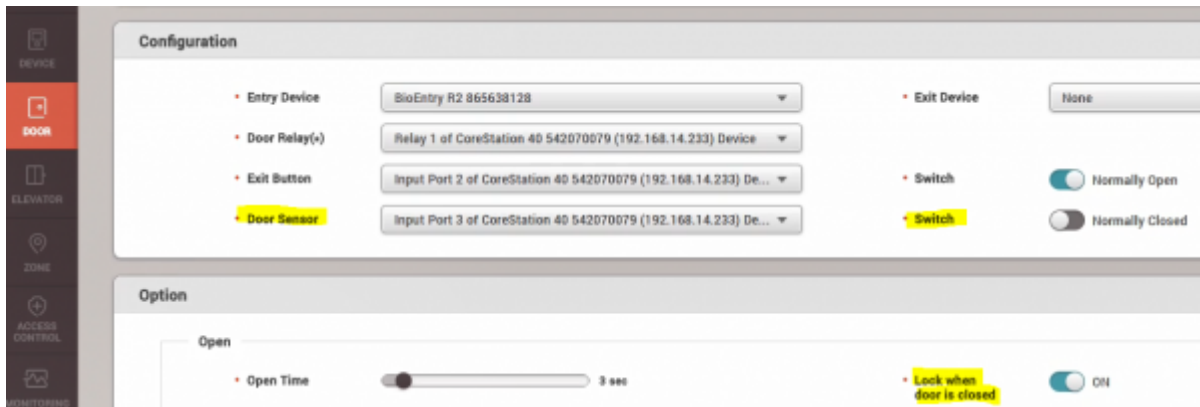 DEVICE
DOOR
ELEVATOR
ZONE
ACCESS
CONTROL
MONITORING
Configuration
• Entry Device BioEntry R2 865638128 • Exit Device None
• Door Relay(*) Relay 1 of CoreStation 40 542070079 (192.168.14.233) Device
• Exit Button Input Port 2 of CoreStation 40 542070079 (192.168.14.233) De... • Switch Normally Open
• Door Sensor Input Port 3 of CoreStation 40 542070079 (192.168.14.233) De... • Switch Normally Closed
Option
Open
• Open Time 3 sec • Lock when
door is closed ON